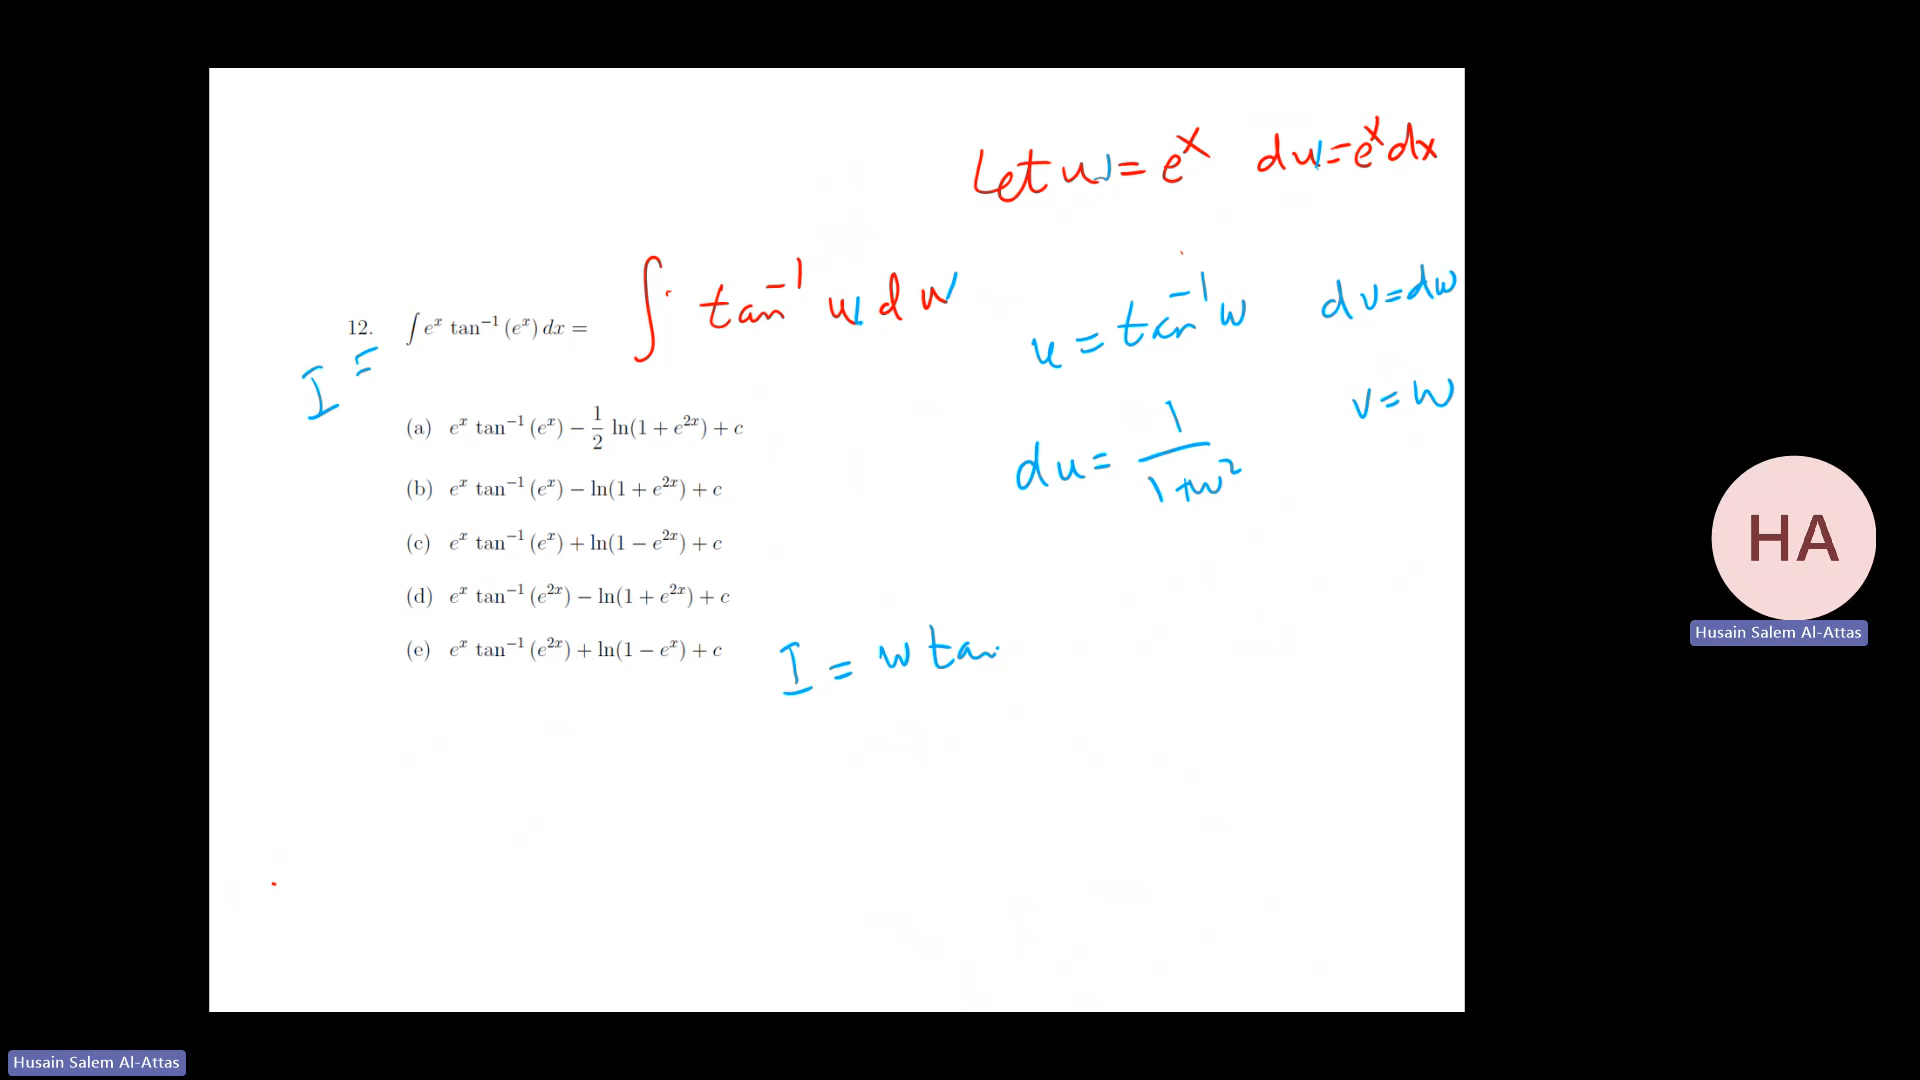 Let w = e^x   dw = e^x dx
12. ∫ e^x tan^−1 (e^x) dx = ∫ tan^−1 w dw
I =
u = tan^−1 w   dv = dw
v = w
du = 1/(1+w^2)
(a) e^x tan^−1 (e^x) − 1/2 ln(1 + e^2x) + c
(b) e^x tan^−1 (e^x) − ln(1 + e^2x) + c
(c) e^x tan^−1 (e^x) + ln(1 − e^2x) + c
(d) e^x tan^−1 (e^2x) − ln(1 + e^2x) + c
(e) e^x tan^−1 (e^2x) + ln(1 − e^x) + c
I = w tan
HA
Husain Salem Al-Attas
Husain Salem Al-Attas